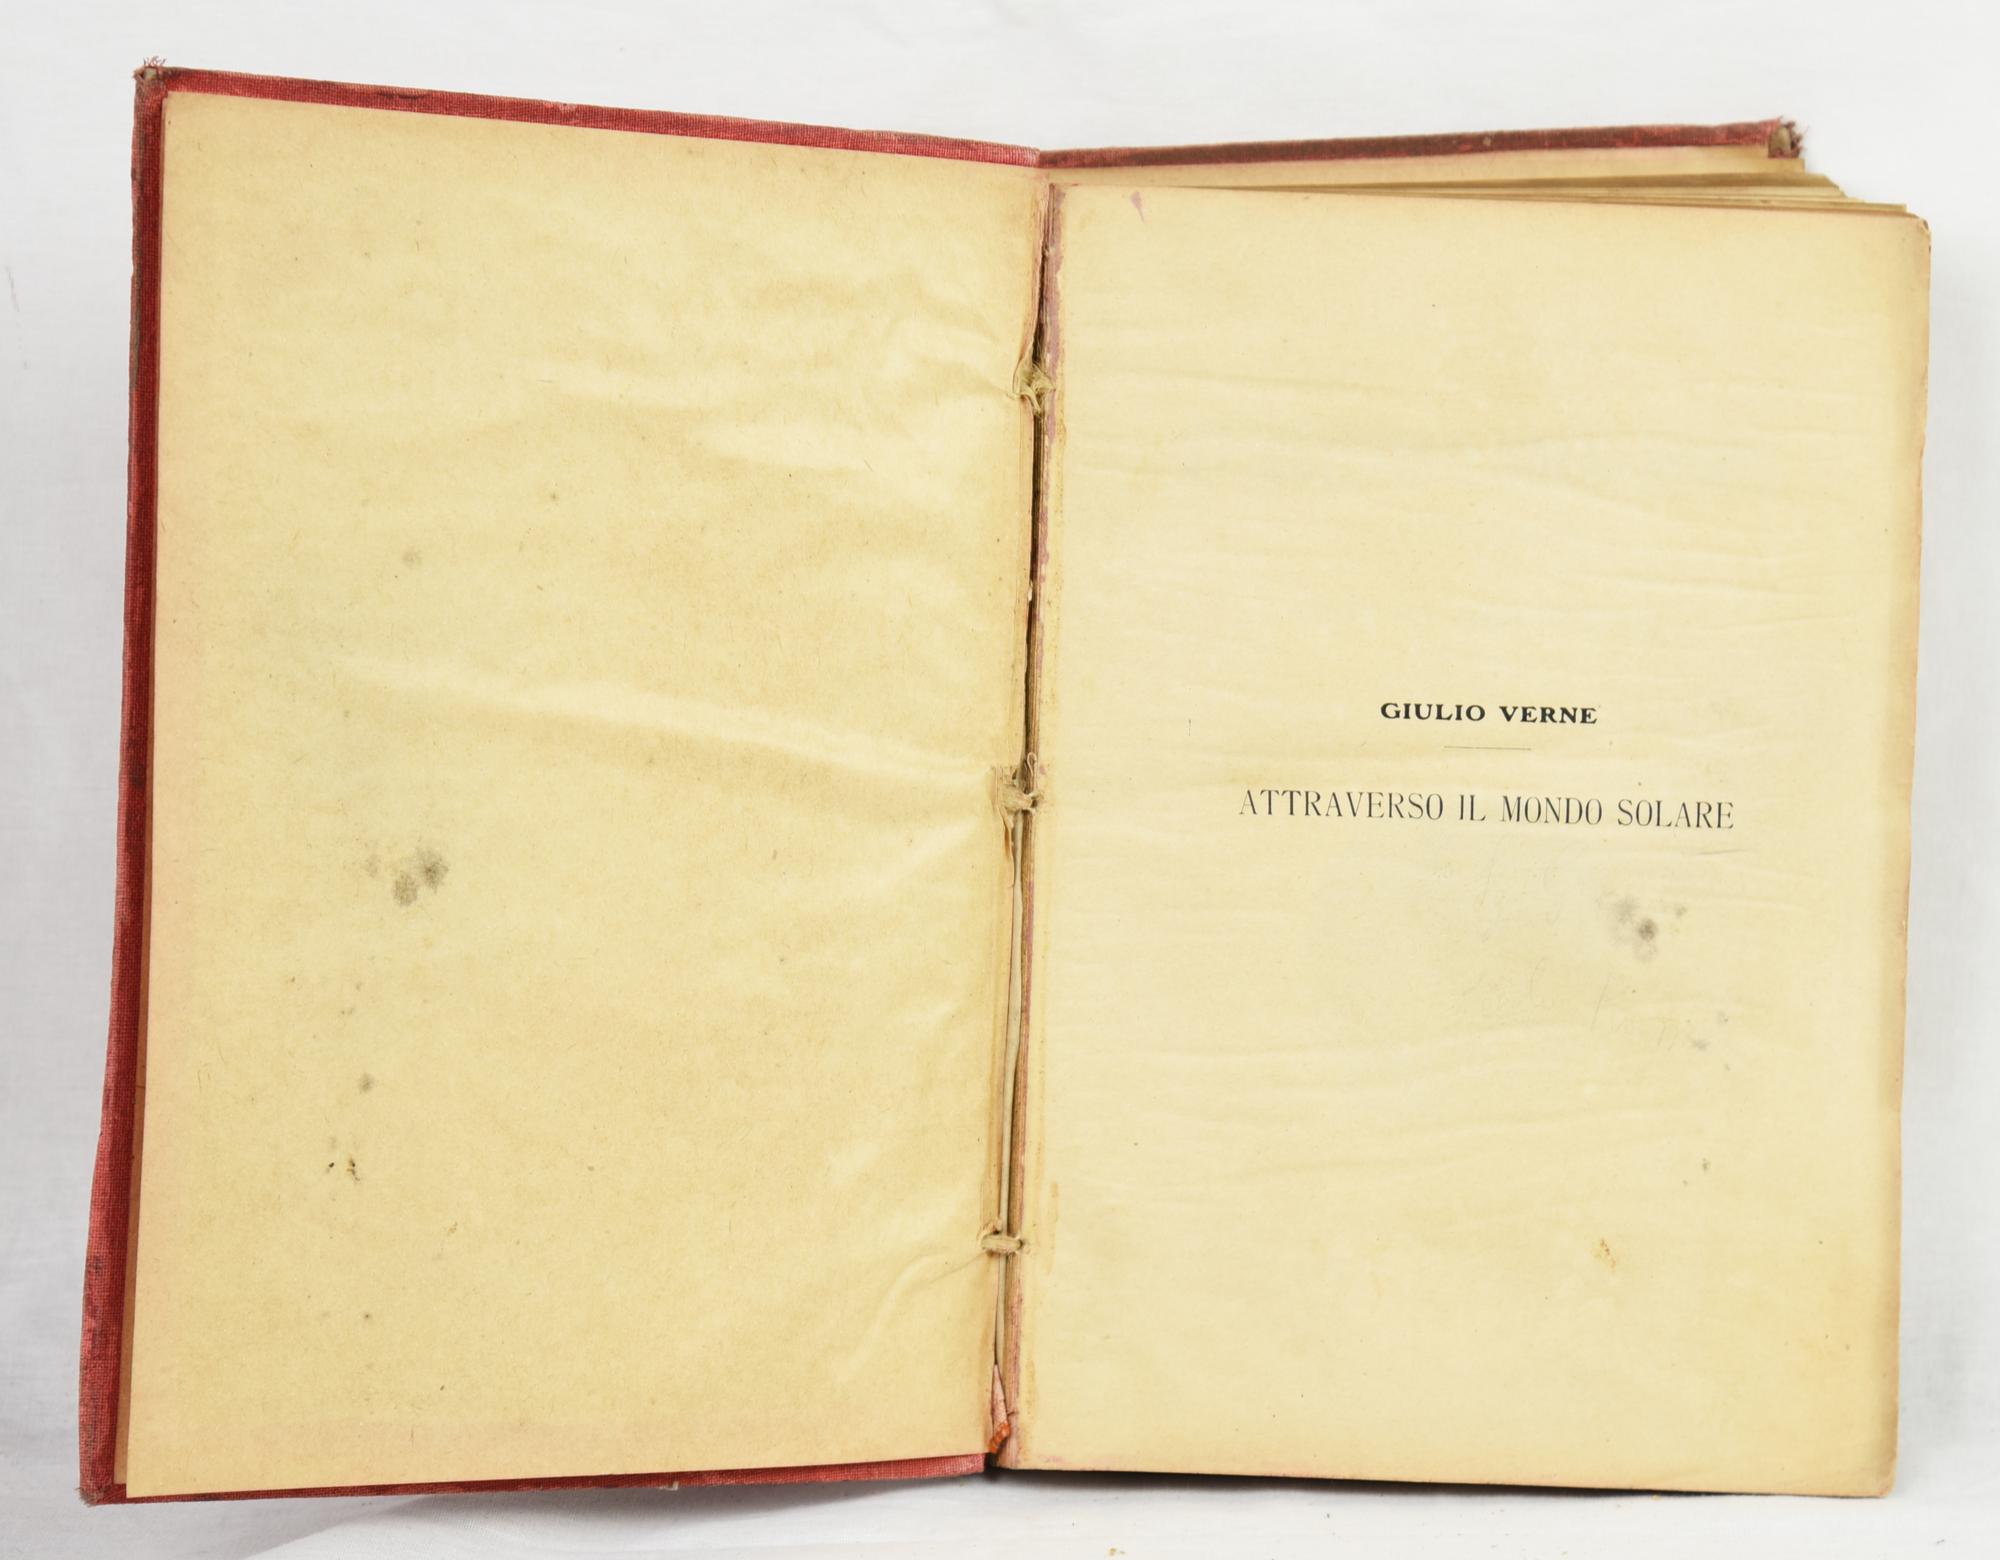 GIULIO VERNE
ATTRAVERSO IL MONDO SOLARE